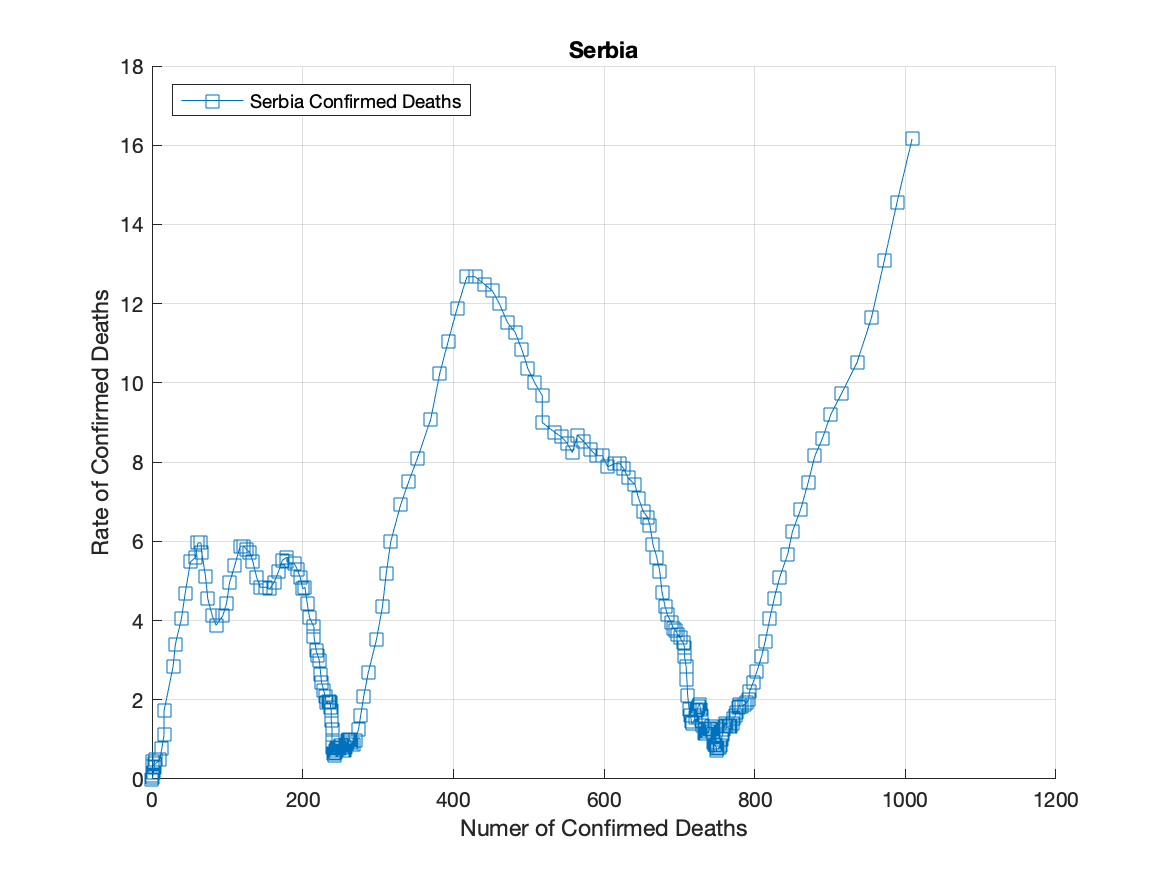 Serbia
18
16
14
12
10
8
6
4
2
0
Serbia Confirmed Deaths
Rate of Confirmed Deaths
0 200 400 600 800 1000 1200
Numer of Confirmed Deaths